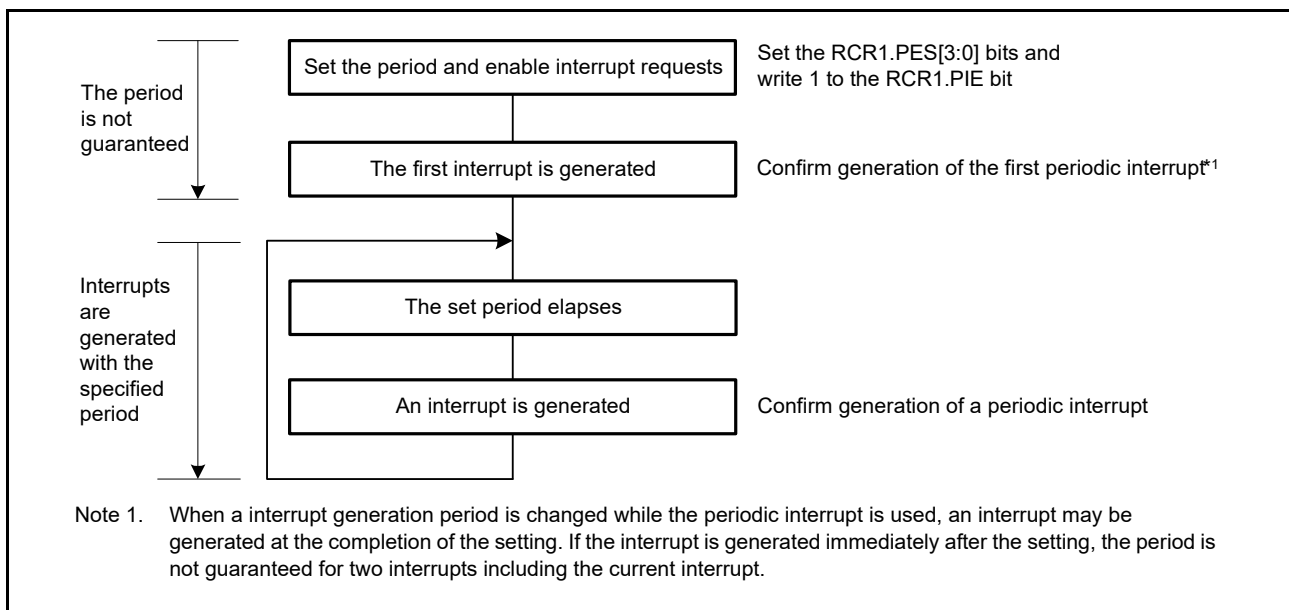 Set the period and enable interrupt requests
Set the RCR1.PES[3:0] bits and
write 1 to the RCR1.PIE bit
The period
is not
guaranteed
The first interrupt is generated
Confirm generation of the first periodic interrupt*1
Interrupts
are
generated
with the
specified
period
The set period elapses
An interrupt is generated
Confirm generation of a periodic interrupt
Note 1. When a interrupt generation period is changed while the periodic interrupt is used, an interrupt may be
generated at the completion of the setting. If the interrupt is generated immediately after the setting, the period is
not guaranteed for two interrupts including the current interrupt.